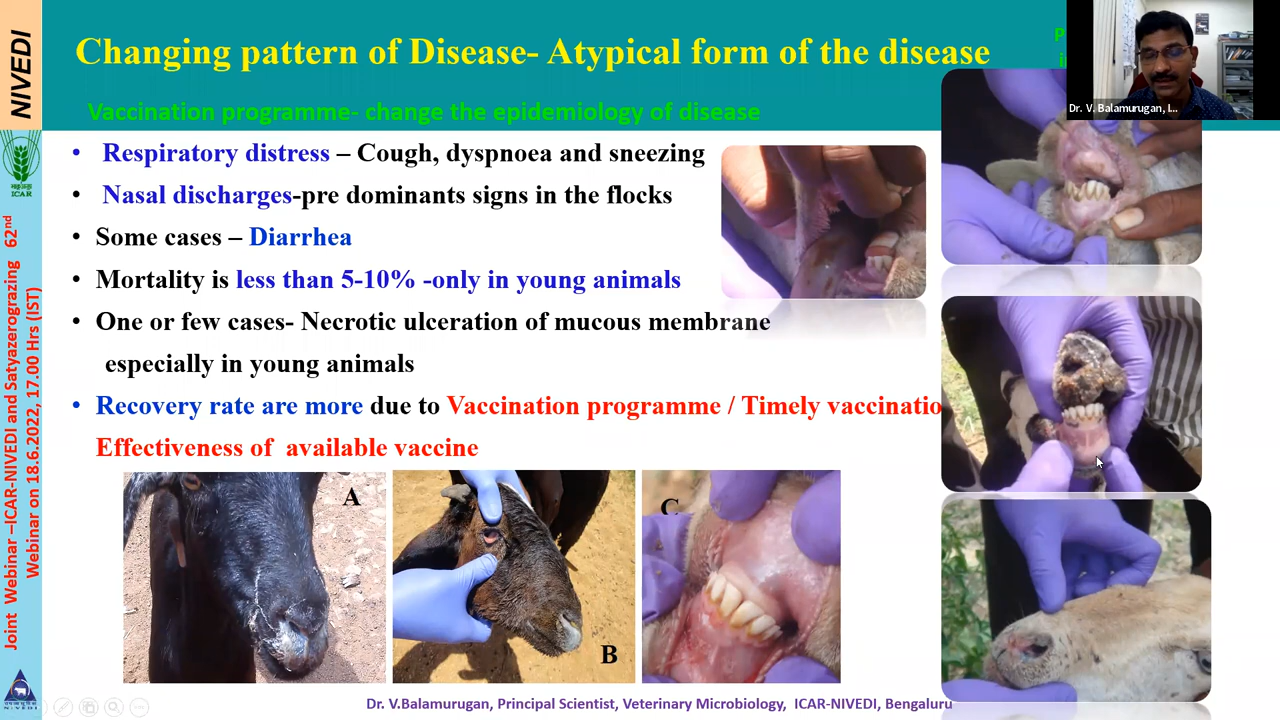 NIVEDI
Changing pattern of Disease- Atypical form of the disease
Vaccination programme- change the epidemiology of disease
Dr. V. Balamurugan, I...
• Respiratory distress – Cough, dyspnoea and sneezing
• Nasal discharges-pre dominants signs in the flocks
• Some cases – Diarrhea
• Mortality is less than 5-10% -only in young animals
• One or few cases- Necrotic ulceration of mucous membrane
especially in young animals
• Recovery rate are more due to Vaccination programme / Timely vaccinatio
Effectiveness of available vaccine
A
B
C
ICAR
Joint Webinar –ICAR-NIVEDI and Satyazerograzing 62nd
Webinar on 18.6.2022, 17.00 Hrs (IST)
NIVEDI
Dr. V.Balamurugan, Principal Scientist, Veterinary Microbiology, ICAR-NIVEDI, Bengaluru